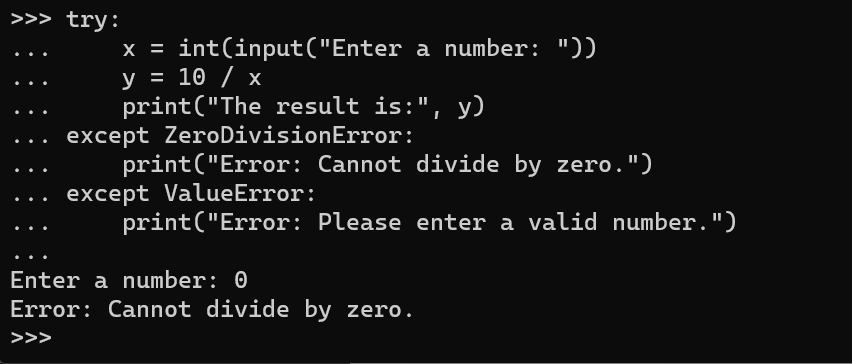 >>> try:
...     x = int(input("Enter a number: "))
...     y = 10 / x
...     print("The result is:", y)
... except ZeroDivisionError:
...     print("Error: Cannot divide by zero.")
... except ValueError:
...     print("Error: Please enter a valid number.")
...
Enter a number: 0
Error: Cannot divide by zero.
>>>